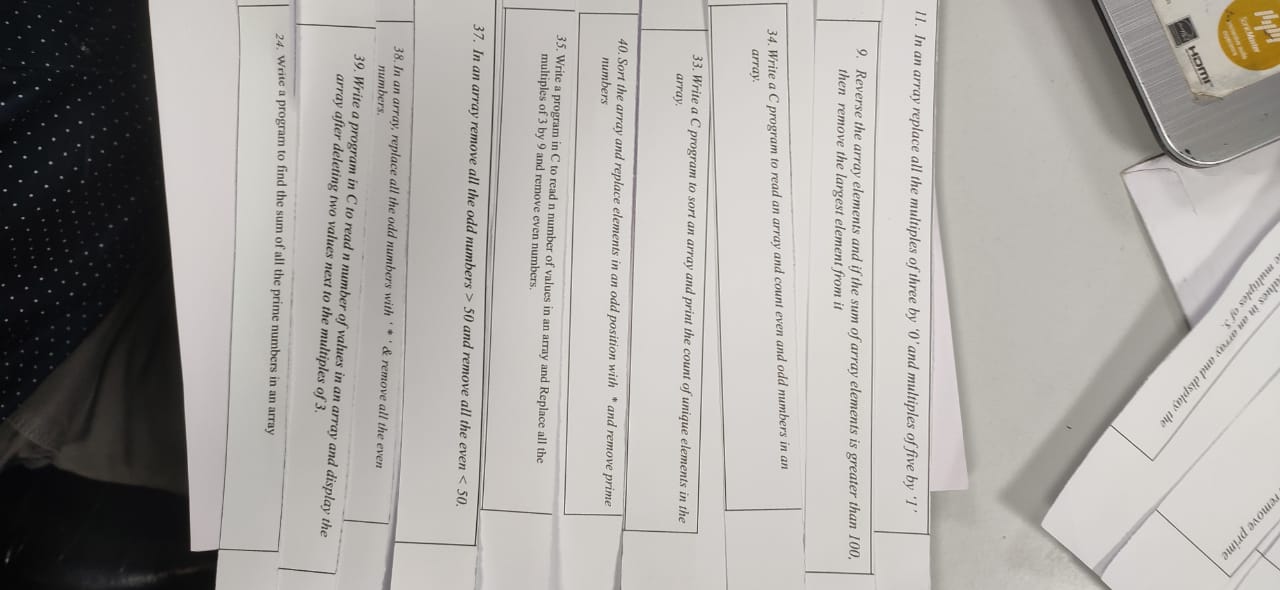 11. In an array replace all the multiples of three by '0' and multiples of five by '1'
9. Reverse the array elements and if the sum of array elements is greater than 100,
then remove the largest element from it
34. Write a C program to read an array and count even and odd numbers in an
array.
33. Write a C program to sort an array and print the count of unique elements in the
array.
40. Sort the array and replace elements in an odd position with * and remove prime
numbers
35. Write a program in C to read n number of values in an array and Replace all the
multiples of 3 by 9 and remove even numbers.
37. In an array remove all the odd numbers > 50 and remove all the even < 50.
38. In an array, replace all the odd numbers with ' * ' & remove all the even
numbers.
39. Write a program in C to read n number of values in an array and display the
array after deleting two values next to the multiples of 3.
24. Write a program to find the sum of all the prime numbers in an array
HDMI
values in an array and display the
multiples of 5.
remove prime